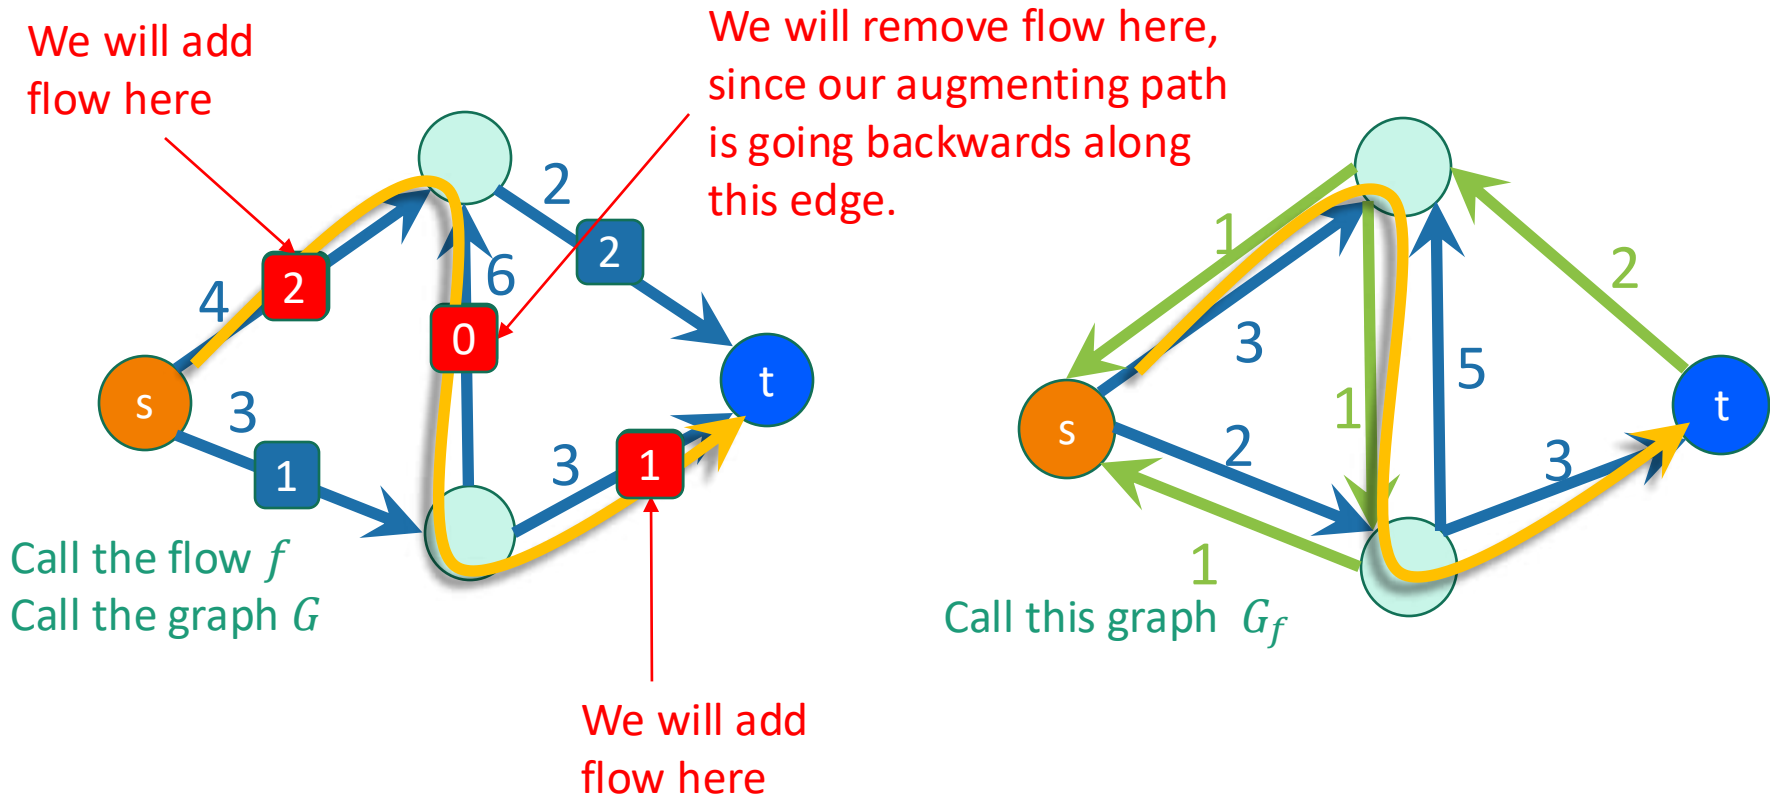 We will add
flow here
We will remove flow here,
since our augmenting path
is going backwards along
this edge.
2
2
2
4
6
0
s
3
1
3
1
t
Call the flow f
Call the graph G
We will add
flow here
1
3
2
1
5
s
2
3
t
1
Call this graph G_f